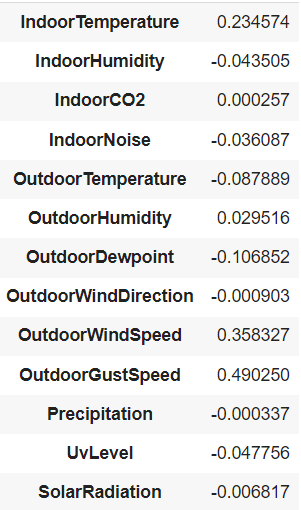 IndoorTemperature 0.234574
IndoorHumidity -0.043505
IndoorCO2 0.000257
IndoorNoise -0.036087
OutdoorTemperature -0.087889
OutdoorHumidity 0.029516
OutdoorDewpoint -0.106852
OutdoorWindDirection -0.000903
OutdoorWindSpeed 0.358327
OutdoorGustSpeed 0.490250
Precipitation -0.000337
UvLevel -0.047756
SolarRadiation -0.006817